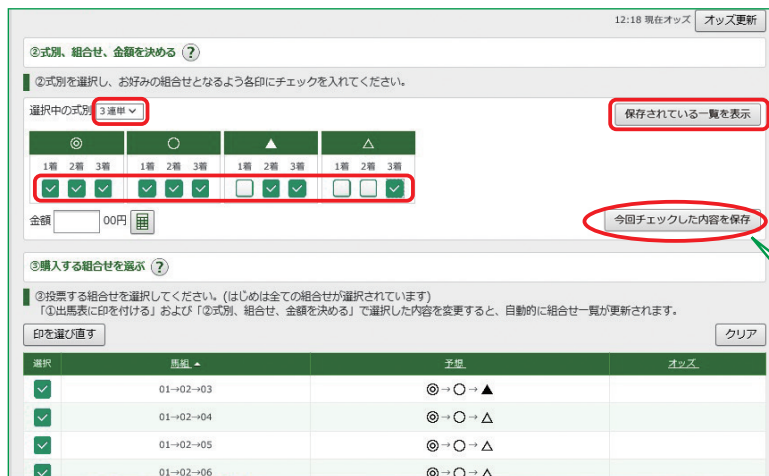 12:18 現在オッズ オッズ更新
②式別、組合せ、金額を決める ?
②式別を選択し、お好みの組合せとなるよう各印にチェックを入れてください。
選択中の式別 3連単 保存されている一覧を表示
◎ ○ ▲ △
1着 2着 3着 1着 2着 3着 1着 2着 3着 1着 2着 3着
金額 00円 今回チェックした内容を保存
③購入する組合せを選ぶ ?
③投票する組合せを選択してください。(はじめは全ての組合せが選択されています)
「①出馬表に印を付ける」および「②式別、組合せ、金額を決める」で選択した内容を変更すると、自動的に組合せ一覧が更新されます。
印を選び直す クリア
選択 馬組 予想 オッズ
01→02→03 ◎→○→▲
01→02→04 ◎→○→△
01→02→05 ◎→○→△
01→02→06 ◎→○→△